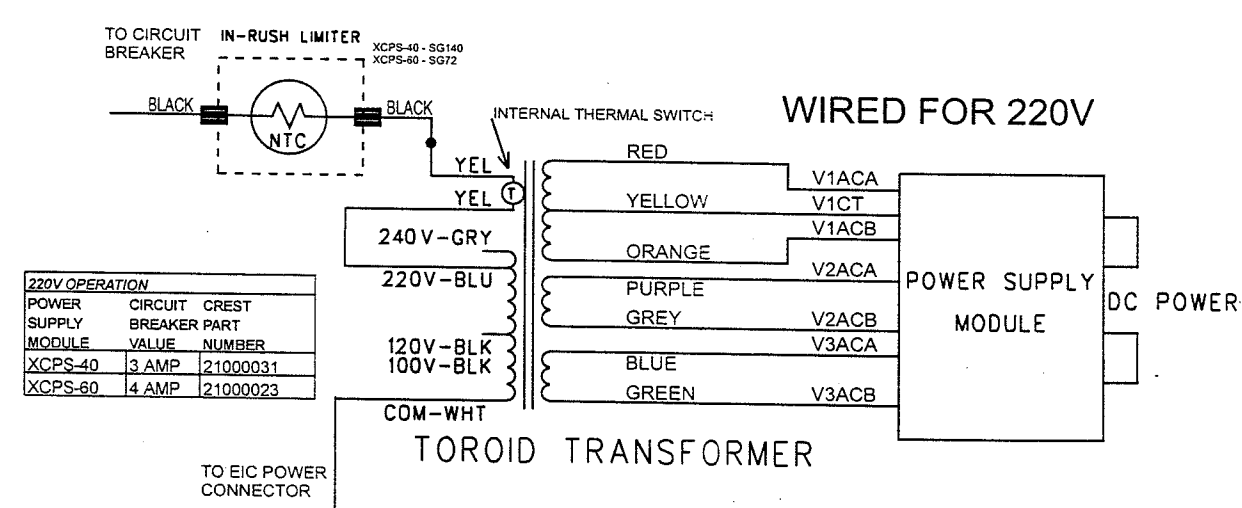 TO CIRCUIT
BREAKER
IN-RUSH LIMITER
XCPS-40 - SG140
XCPS-60 - SG72
BLACK
NTC
BLACK
INTERNAL THERMAL SWITCH
WIRED FOR 220V
YEL
T
YEL
240V-GRY
220V-BLU
120V-BLK
100V-BLK
COM-WHT
RED
YELLOW
ORANGE
PURPLE
GREY
BLUE
GREEN
V1ACA
V1CT
V1ACB
V2ACA
V2ACB
V3ACA
V3ACB
POWER SUPPLY
MODULE
DC POWER
220V OPERATION
POWER CIRCUIT CREST
SUPPLY BREAKER PART
MODULE VALUE NUMBER
XCPS-40 3 AMP 21000031
XCPS-60 4 AMP 21000023
TOROID TRANSFORMER
TO EIC POWER
CONNECTOR